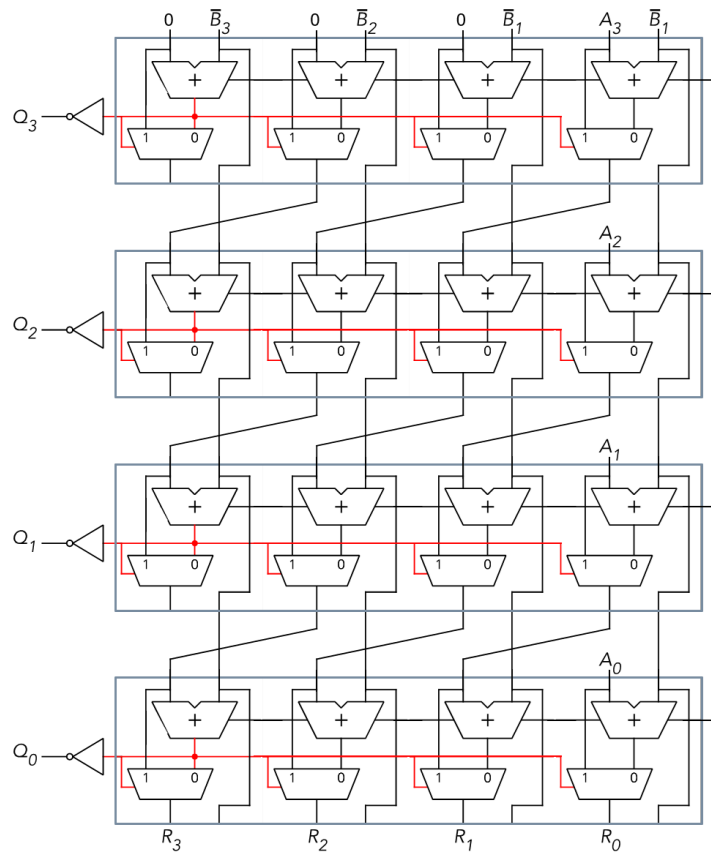 0 B̅₃ 0 B̅₂ 0 B̅₁ A₃ B̅₁
+ + + +
Q₃
1 0 1 0 1 0 1 0
A₂
+ + + +
Q₂
1 0 1 0 1 0 1 0
A₁
+ + + +
Q₁
1 0 1 0 1 0 1 0
A₀
+ + + +
Q₀
1 0 1 0 1 0 1 0
R₃ R₂ R₁ R₀